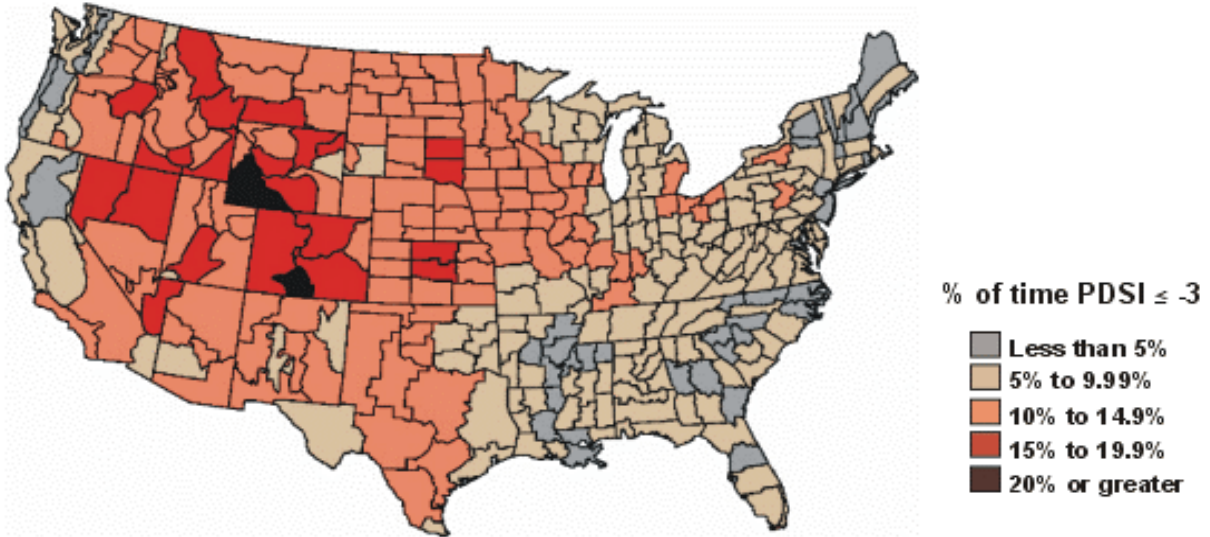 % of time PDSI ≤ -3
Less than 5%
5% to 9.99%
10% to 14.9%
15% to 19.9%
20% or greater